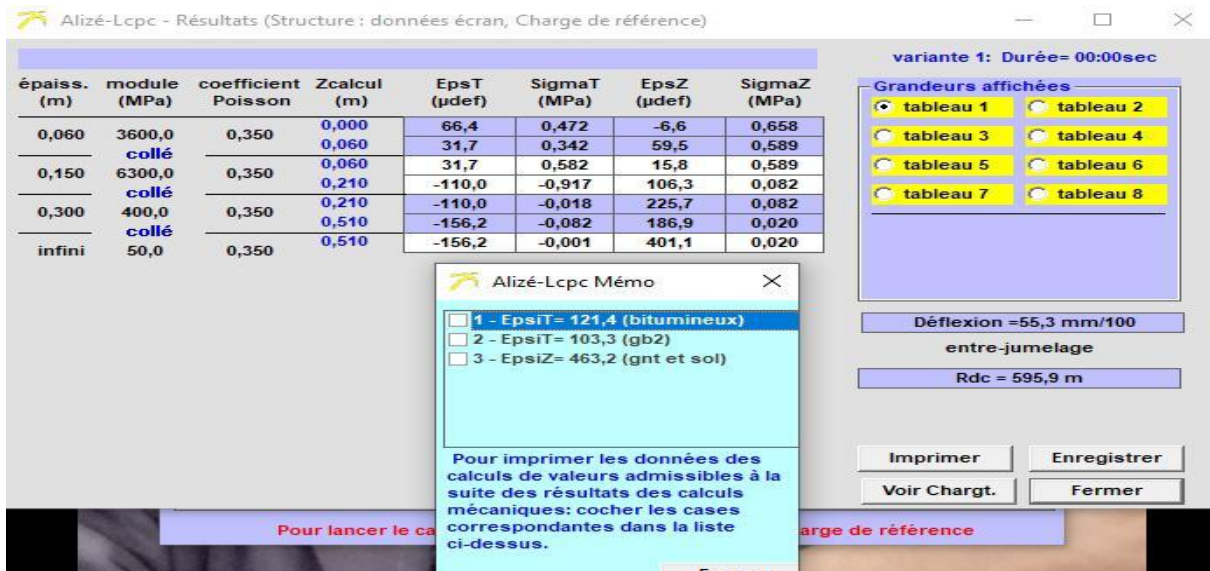 Alizé-Lcpc - Résultats (Structure : données écran, Charge de référence)
variante 1: Durée= 00:00sec
épaiss. module coefficient Zcalcul EpsT SigmaT EpsZ SigmaZ
(m) (MPa) Poisson (m) (µdef) (MPa) (µdef) (MPa)
0,000 66,4 0,472 -6,6 0,658
0,060 3600,0 0,350
0,060 31,7 0,342 59,5 0,589
collé
0,060 31,7 0,582 15,8 0,589
0,150 6300,0 0,350
0,210 -110,0 -0,917 106,3 0,082
collé
0,210 -110,0 -0,018 225,7 0,082
0,300 400,0 0,350
0,510 -156,2 -0,082 186,9 0,020
collé
0,510 -156,2 -0,001 401,1 0,020
infini 50,0 0,350
Grandeurs affichées
tableau 1 tableau 2
tableau 3 tableau 4
tableau 5 tableau 6
tableau 7 tableau 8
Déflexion =55,3 mm/100
entre-jumelage
Rdc = 595,9 m
Imprimer Enregistrer
Voir Chargt. Fermer
Alizé-Lcpc Mémo
1 - EpsiT= 121,4 (bitumineux)
2 - EpsiT= 103,3 (gb2)
3 - EpsiZ= 463,2 (gnt et sol)
Pour imprimer les données des
calculs de valeurs admissibles à la
suite des résultats des calculs
mécaniques: cocher les cases
correspondantes dans la liste
ci-dessus.
Pour lancer le ca
arge de référence